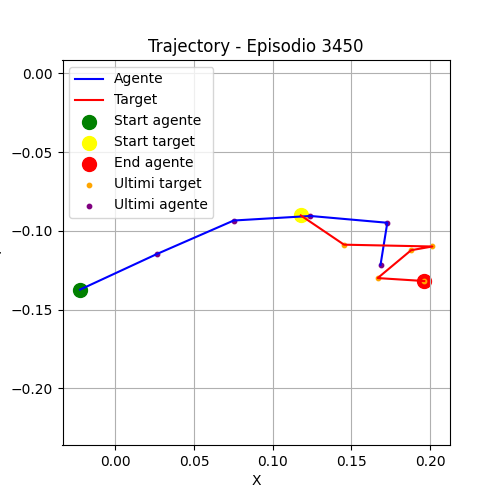 Trajectory - Episodio 3450
Agente
Target
Start agente
Start target
End agente
Ultimi target
Ultimi agente
0.00
−0.05
−0.10
−0.15
−0.20
0.00
0.05
0.10
0.15
0.20
X